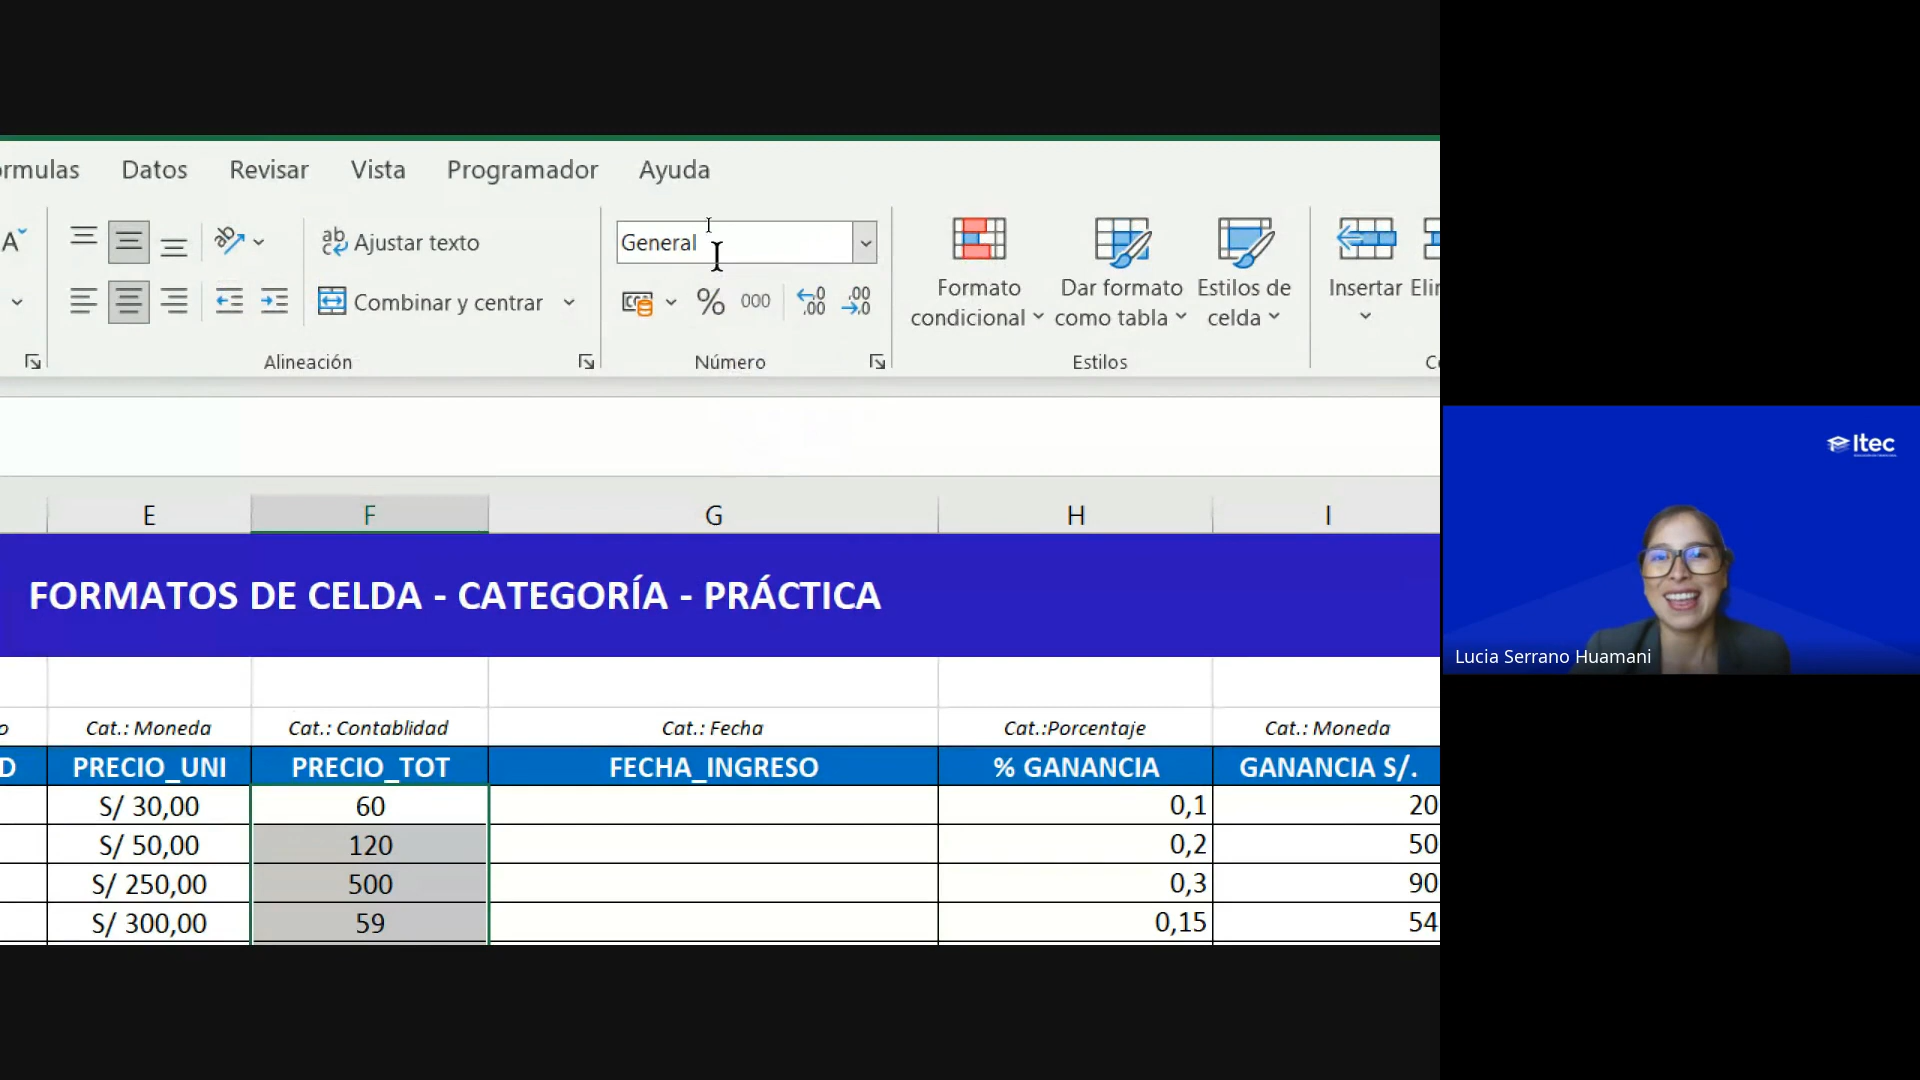 ormulas Datos Revisar Vista Programador Ayuda
A ab Ajustar texto General
Combinar y centrar % 000
Formato condicional Dar formato como tabla Estilos de celda Insertar Elir
Alineación Número Estilos C
E F G H I
FORMATOS DE CELDA - CATEGORÍA - PRÁCTICA
o Cat.: Moneda Cat.: Contablidad Cat.: Fecha Cat.:Porcentaje Cat.: Moneda
D PRECIO_UNI PRECIO_TOT FECHA_INGRESO % GANANCIA GANANCIA S/.
S/ 30,00 60 0,1 20
S/ 50,00 120 0,2 50
S/ 250,00 500 0,3 90
S/ 300,00 59 0,15 54
Itec
Lucia Serrano Huamani